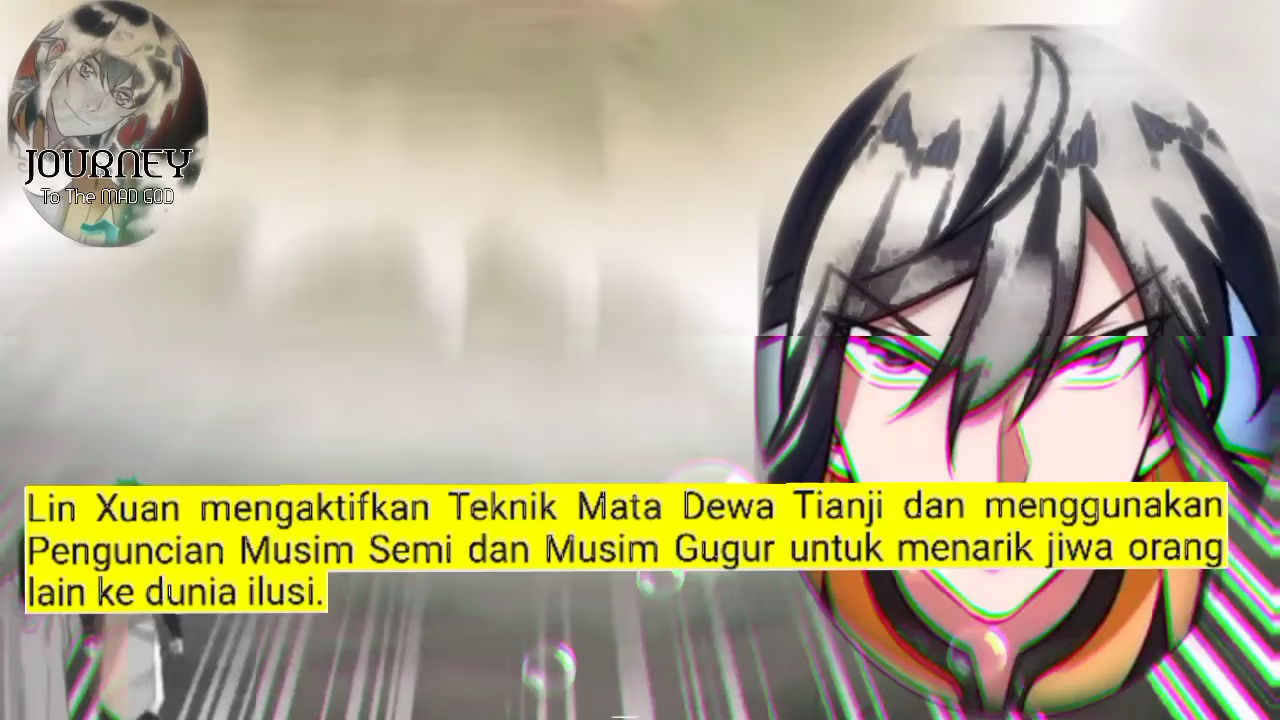 JOURNEY
To The MAD GOD
Lin Xuan mengaktifkan Teknik Mata Dewa Tianji dan menggunakan
Penguncian Musim Semi dan Musim Gugur untuk menarik jiwa orang
lain ke dunia ilusi.